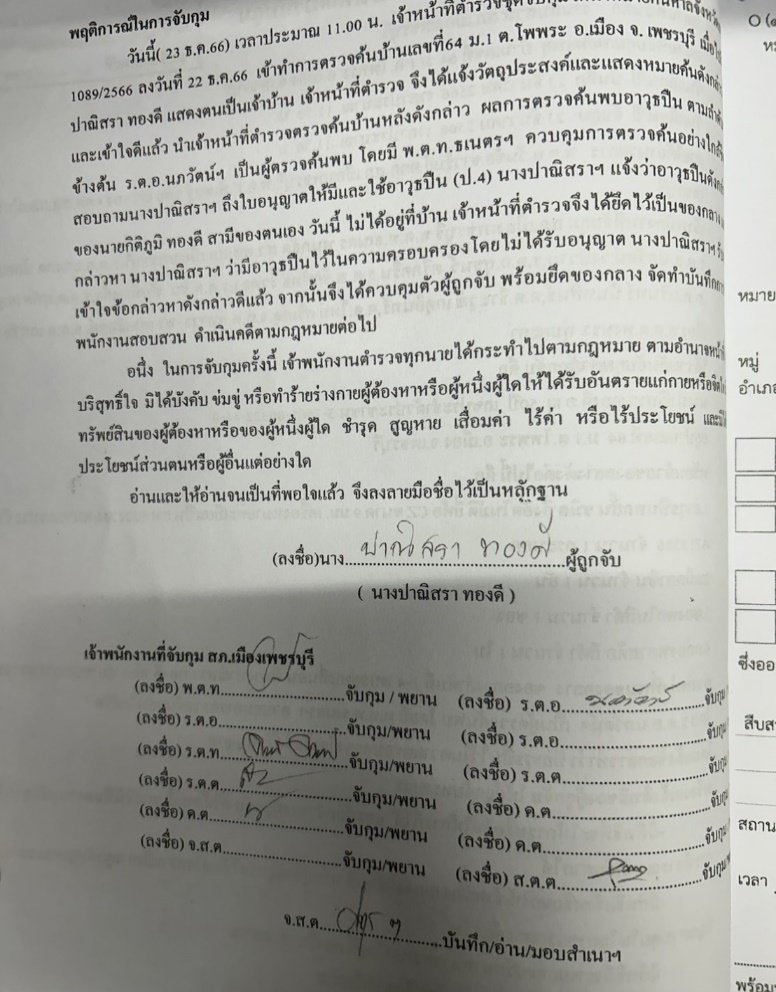 พฤติการณ์ในการจับกุม
วันนี้( 23 ธ.ค.66) เวลาประมาณ 11.00 น. เจ้าหน้าที่ตำรวจชุดจับกุม
1089/2566 ลงวันที่ 22 ธ.ค.66 เข้าทำการตรวจค้นบ้านเลขที่64 ม.1 ต.โพพระ อ.เมือง จ. เพชรบุรี เมื่อ
ปาณิสรา ทองดี แสดงตนเป็นเจ้าบ้าน เจ้าหน้าที่ตำรวจ จึงได้แจ้งวัตถุประสงค์และแสดงหมายค้นดังกล่าว
และเข้าใจดีแล้ว นำเจ้าหน้าที่ตำรวจตรวจค้นบ้านหลังดังกล่าว ผลการตรวจค้นพบอาวุธปืน ตามลำดับ
ข้างต้น ร.ต.อ.นภวัตน์ฯ เป็นผู้ตรวจค้นพบ โดยมี พ.ต.ท.ธเนตรฯ ควบคุมการตรวจค้นอย่างใกล้
สอบถามนางปาณิสราฯ ถึงใบอนุญาตให้มีและใช้อาวุธปืน (ป.4) นางปาณิสราฯ แจ้งว่าอาวุธปืนดัง
ของนายกิติภูมิ ทองดี สามีของตนเอง วันนี้ ไม่ได้อยู่ที่บ้าน เจ้าหน้าที่ตำรวจจึงได้ยึดไว้เป็นของกลาง
กล่าวหา นางปาณิสราฯ ว่ามีอาวุธปืนไว้ในความครอบครองโดยไม่ได้รับอนุญาต นางปาณิสราฯ
เข้าใจข้อกล่าวหาดังกล่าวดีแล้ว จากนั้นจึงได้ควบคุมตัวผู้ถูกจับ พร้อมยึดของกลาง จัดทำบันทึก
พนักงานสอบสวน ดำเนินคดีตามกฎหมายต่อไป
อนึ่ง ในการจับกุมครั้งนี้ เจ้าพนักงานตำรวจทุกนายได้กระทำไปตามกฎหมาย ตามอำนาจหน้า
บริสุทธิ์ใจ มิได้บังคับ ข่มขู่ หรือทำร้ายร่างกายผู้ต้องหาหรือผู้หนึ่งผู้ใดให้ได้รับอันตรายแก่กายหรือจิต
ทรัพย์สินของผู้ต้องหาหรือของผู้หนึ่งผู้ใด ชำรุด สูญหาย เสื่อมค่า ไร้ค่า หรือไร้ประโยชน์ และ
ประโยชน์ส่วนตนหรือผู้อื่นแต่อย่างใด
อ่านและให้อ่านจนเป็นที่พอใจแล้ว จึงลงลายมือชื่อไว้เป็นหลักฐาน
(ลงชื่อ)นาง ปาณิสรา ทองดี ผู้ถูกจับ
( นางปาณิสรา ทองดี )
เจ้าพนักงานที่จับกุม สภ.เมืองเพชรบุรี
(ลงชื่อ) พ.ต.ท..........จับกุม / พยาน (ลงชื่อ) ร.ต.อ..........จับกุม
(ลงชื่อ) ร.ต.อ..........จับกุม/พยาน (ลงชื่อ) ร.ต.อ..........จับกุม
(ลงชื่อ) ร.ต.ท..........จับกุม/พยาน (ลงชื่อ) ร.ต.ต..........จับกุม
(ลงชื่อ) ร.ต.ต..........จับกุม/พยาน (ลงชื่อ) ด.ต..........จับกุม
(ลงชื่อ) ด.ต..........จับกุม/พยาน (ลงชื่อ) ด.ต..........จับกุม
(ลงชื่อ) จ.ส.ต..........จับกุม/พยาน (ลงชื่อ) ส.ต.ต..........จับกุม
จ.ส.ต..........บันทึก/อ่าน/มอบสำเนาฯ
หมาย
หมู่
อำเภอ
ซึ่งออ
สืบส
สถาน
เวลา
พร้อม